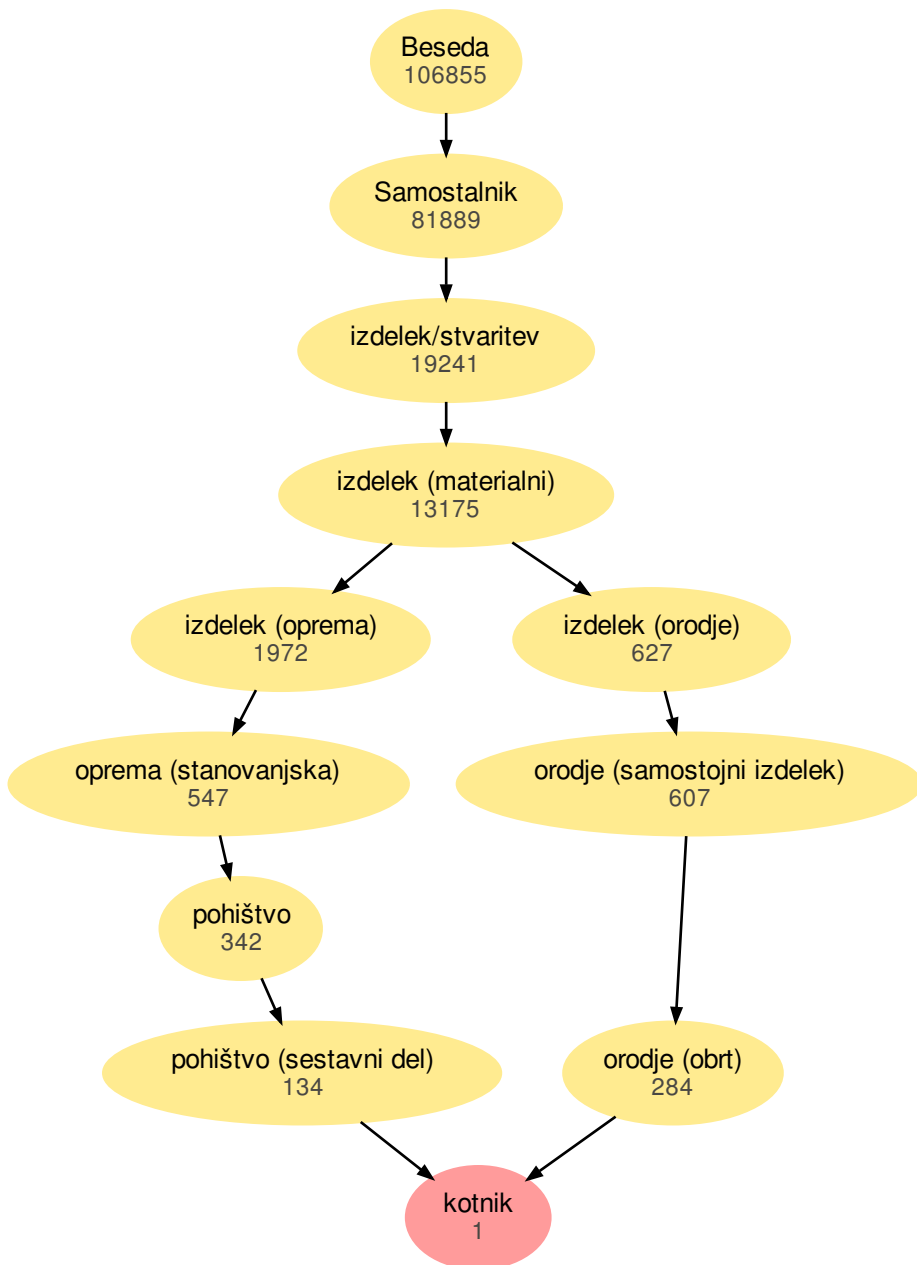 Beseda
106855
Samostalnik
81889
izdelek/stvaritev
19241
izdelek (materialni)
13175
izdelek (oprema)
1972
izdelek (orodje)
627
oprema (stanovanjska)
547
orodje (samostojni izdelek)
607
pohištvo
342
pohištvo (sestavni del)
134
orodje (obrt)
284
kotnik
1